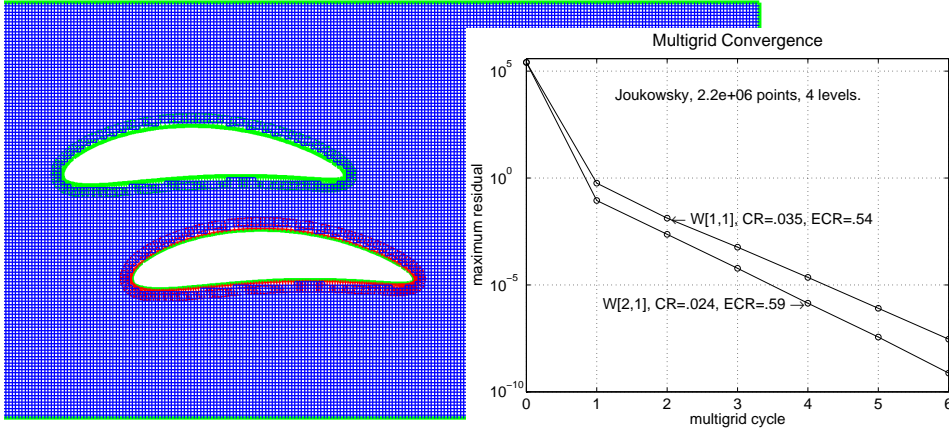 Multigrid Convergence
10^5
10^0
10^-5
10^-10
maximum residual
Joukowsky, 2.2e+06 points, 4 levels.
← W[1,1], CR=.035, ECR=.54
W[2,1], CR=.024, ECR=.59 →
0 1 2 3 4 5 6
multigrid cycle